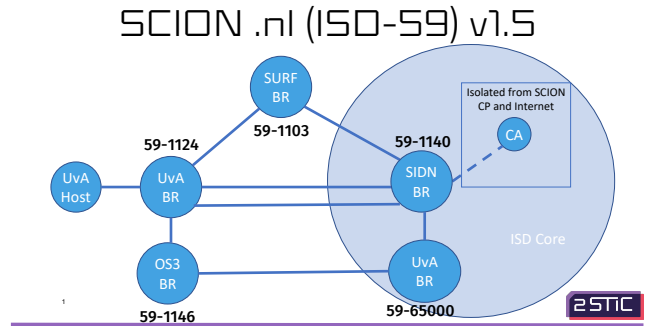 SCION .nl (ISD-59) v1.5
SURF
BR
59-1103
Isolated from SCION
CP and Internet
CA
59-1124
59-1140
UvA
Host
UvA
BR
SIDN
BR
ISD Core
OS3
BR
59-1146
UvA
BR
59-65000
1
2STiC